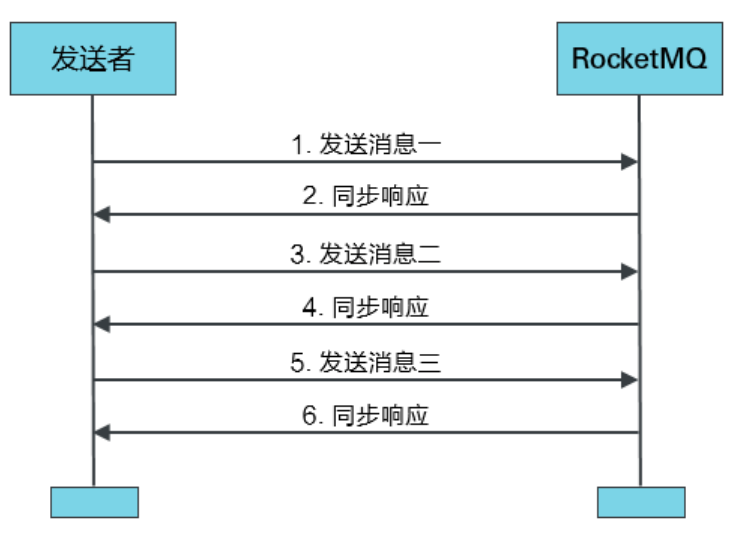 发送者
RocketMQ
1. 发送消息一
2. 同步响应
3. 发送消息二
4. 同步响应
5. 发送消息三
6. 同步响应